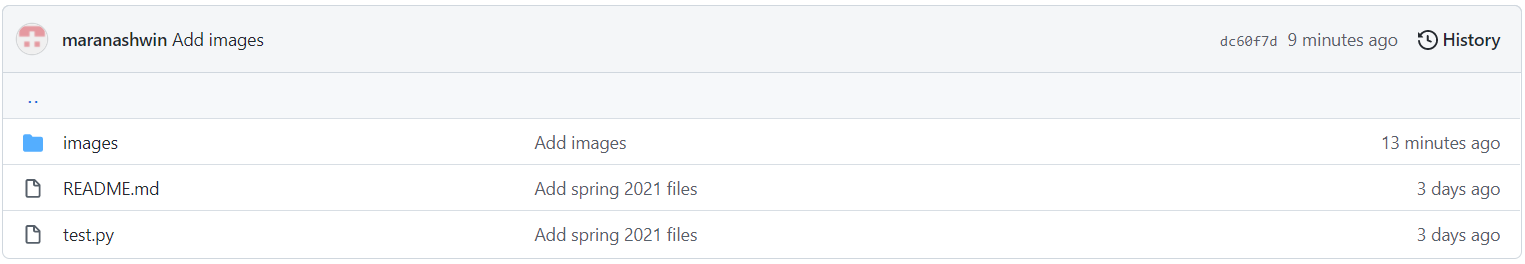 maranashwin Add images dc60f7d 9 minutes ago History
..
images Add images 13 minutes ago
README.md Add spring 2021 files 3 days ago
test.py Add spring 2021 files 3 days ago